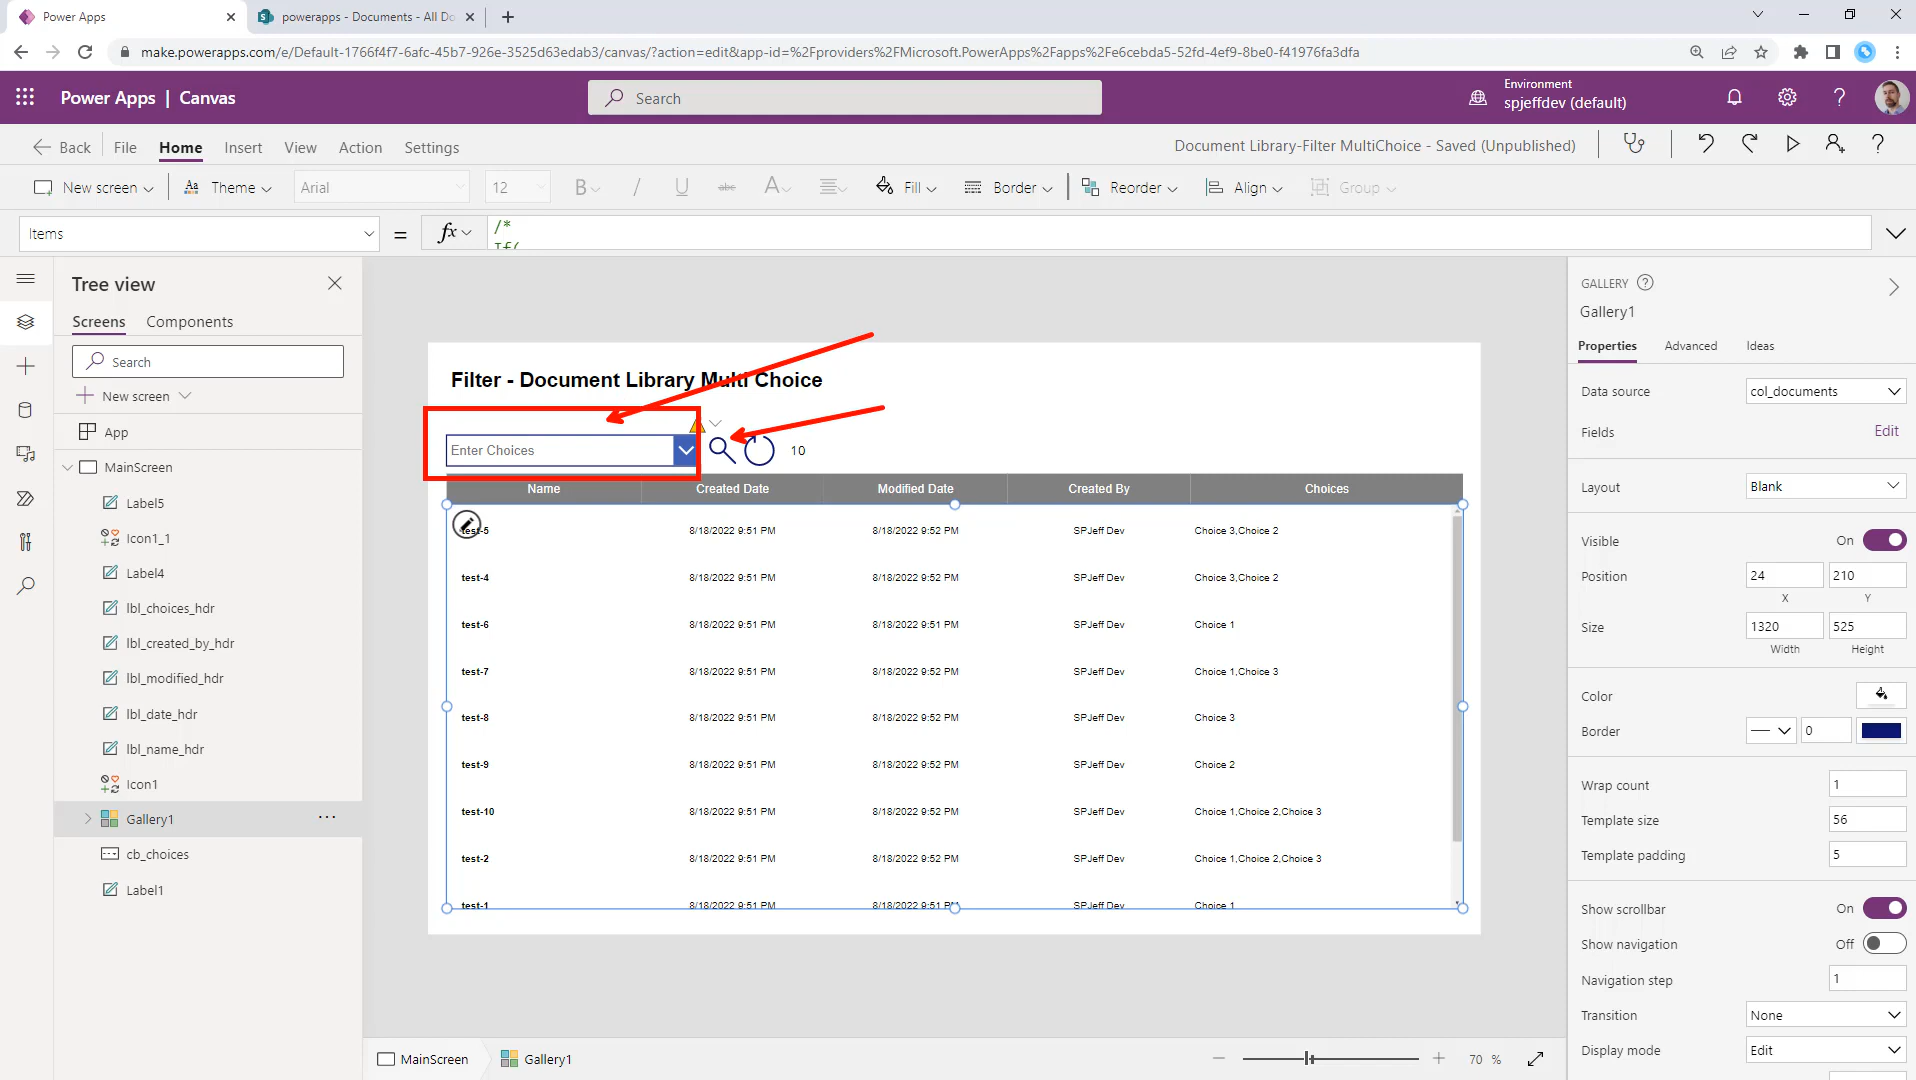 Power Apps
powerapps - Documents - All Do
make.powerapps.com/e/Default-1766f4f7-6afc-45b7-926e-3525d63edab3/canvas/?action=edit&app-id=%2Fproviders%2FMicrosoft.PowerApps%2Fapps%2Fe6cebda5-52fd-4ef9-8be0-f41976fa3dfa
Power Apps | Canvas
Search
Environment
spjeffdev (default)
Back File Home Insert View Action Settings
Document Library-Filter MultiChoice - Saved (Unpublished)
New screen Theme Arial 12 B / U abc A Fill Border Reorder Align Group
Items = fx /*
If(
Tree view
Screens Components
Search
New screen
App
MainScreen
Label5
Icon1_1
Label4
lbl_choices_hdr
lbl_created_by_hdr
lbl_modified_hdr
lbl_date_hdr
lbl_name_hdr
Icon1
Gallery1 ...
cb_choices
Label1
Filter - Document Library Multi Choice
Enter Choices 10
Name Created Date Modified Date Created By Choices
test-5 8/18/2022 9:51 PM 8/18/2022 9:52 PM SPJeff Dev Choice 3,Choice 2
test-4 8/18/2022 9:51 PM 8/18/2022 9:52 PM SPJeff Dev Choice 3,Choice 2
test-6 8/18/2022 9:51 PM 8/18/2022 9:52 PM SPJeff Dev Choice 1
test-7 8/18/2022 9:51 PM 8/18/2022 9:52 PM SPJeff Dev Choice 1,Choice 3
test-8 8/18/2022 9:51 PM 8/18/2022 9:52 PM SPJeff Dev Choice 3
test-9 8/18/2022 9:51 PM 8/18/2022 9:52 PM SPJeff Dev Choice 2
test-10 8/18/2022 9:51 PM 8/18/2022 9:52 PM SPJeff Dev Choice 1,Choice 2,Choice 3
test-2 8/18/2022 9:51 PM 8/18/2022 9:52 PM SPJeff Dev Choice 1,Choice 2,Choice 3
test-1 8/18/2022 9:51 PM 8/18/2022 9:51 PM SPJeff Dev Choice 1
GALLERY ?
Gallery1
Properties Advanced Ideas
Data source col_documents
Fields Edit
Layout Blank
Visible On
Position 24 210
X Y
Size 1320 525
Width Height
Color
Border 0
Wrap count 1
Template size 56
Template padding 5
Show scrollbar On
Show navigation Off
Navigation step 1
Transition None
Display mode Edit
MainScreen Gallery1
70 %